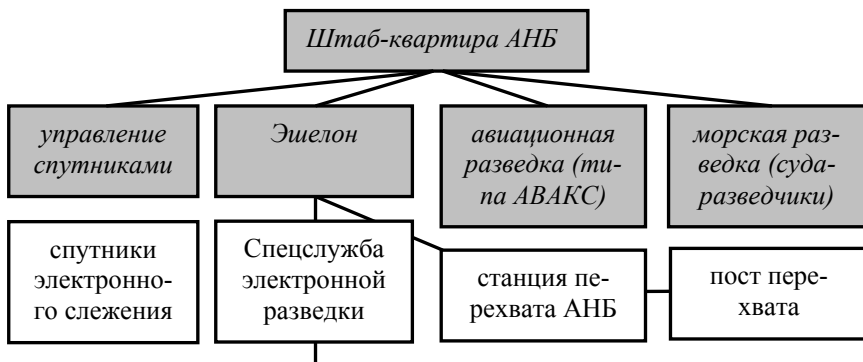 Штаб-квартира АНБ
управление
спутниками
Эшелон
авиационная
разведка (ти-
па АВАКС)
морская раз-
ведка (суда-
разведчики)
спутники
электронно-
го слежения
Спецслужба
электронной
разведки
станция пе-
рехвата АНБ
пост пере-
хвата